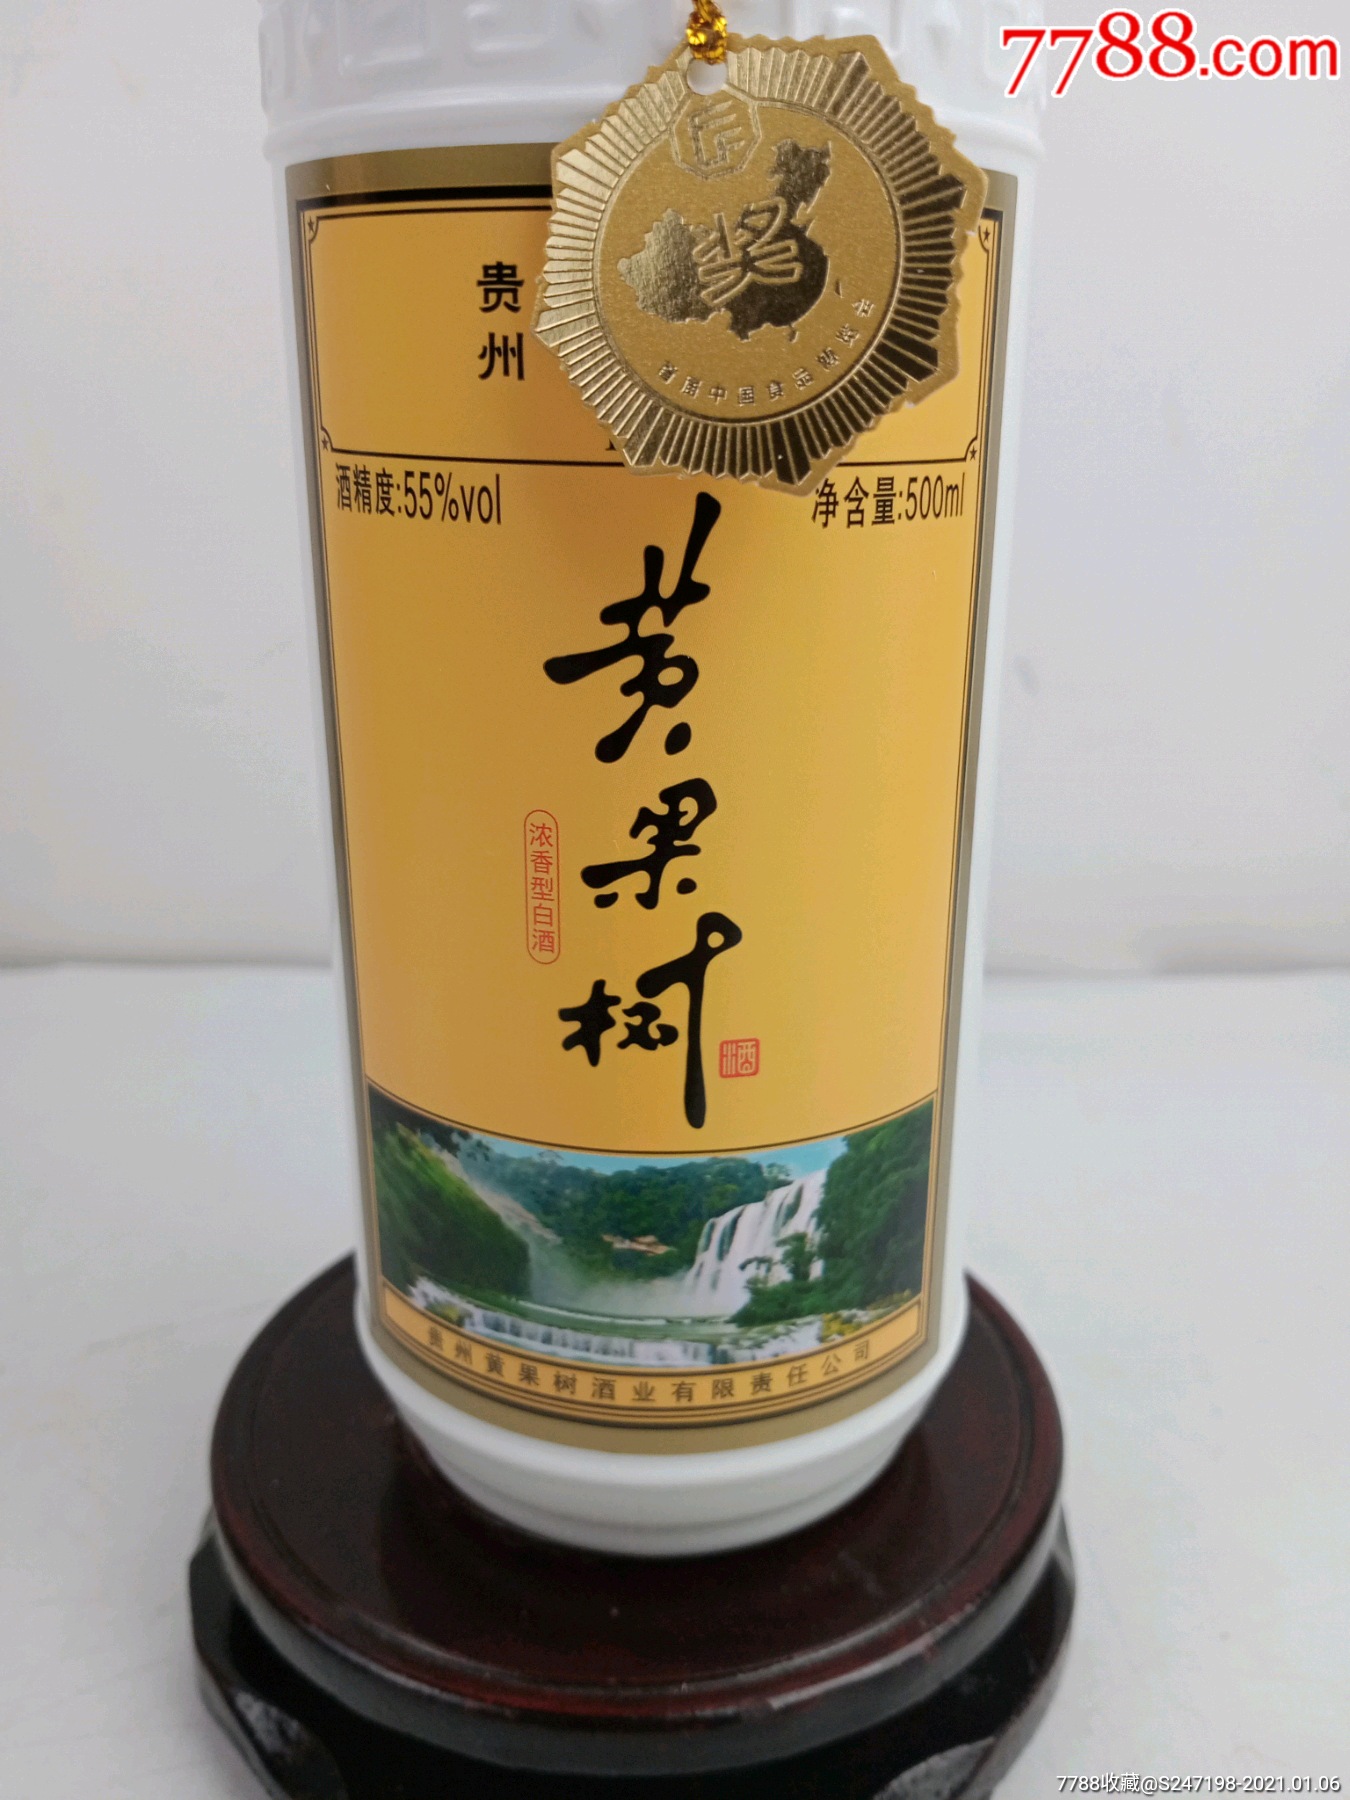 7788.com
奖
贵州
酒精度:55%vol
净含量:500ml
黄果树
浓香型白酒
酒
贵州黄果树酒业有限责任公司
7788收藏@S247198-2021.01.06